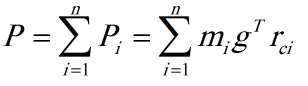 P = \sum_{i=1}^{n} P_i = \sum_{i=1}^{n} m_i g^T r_{ci}